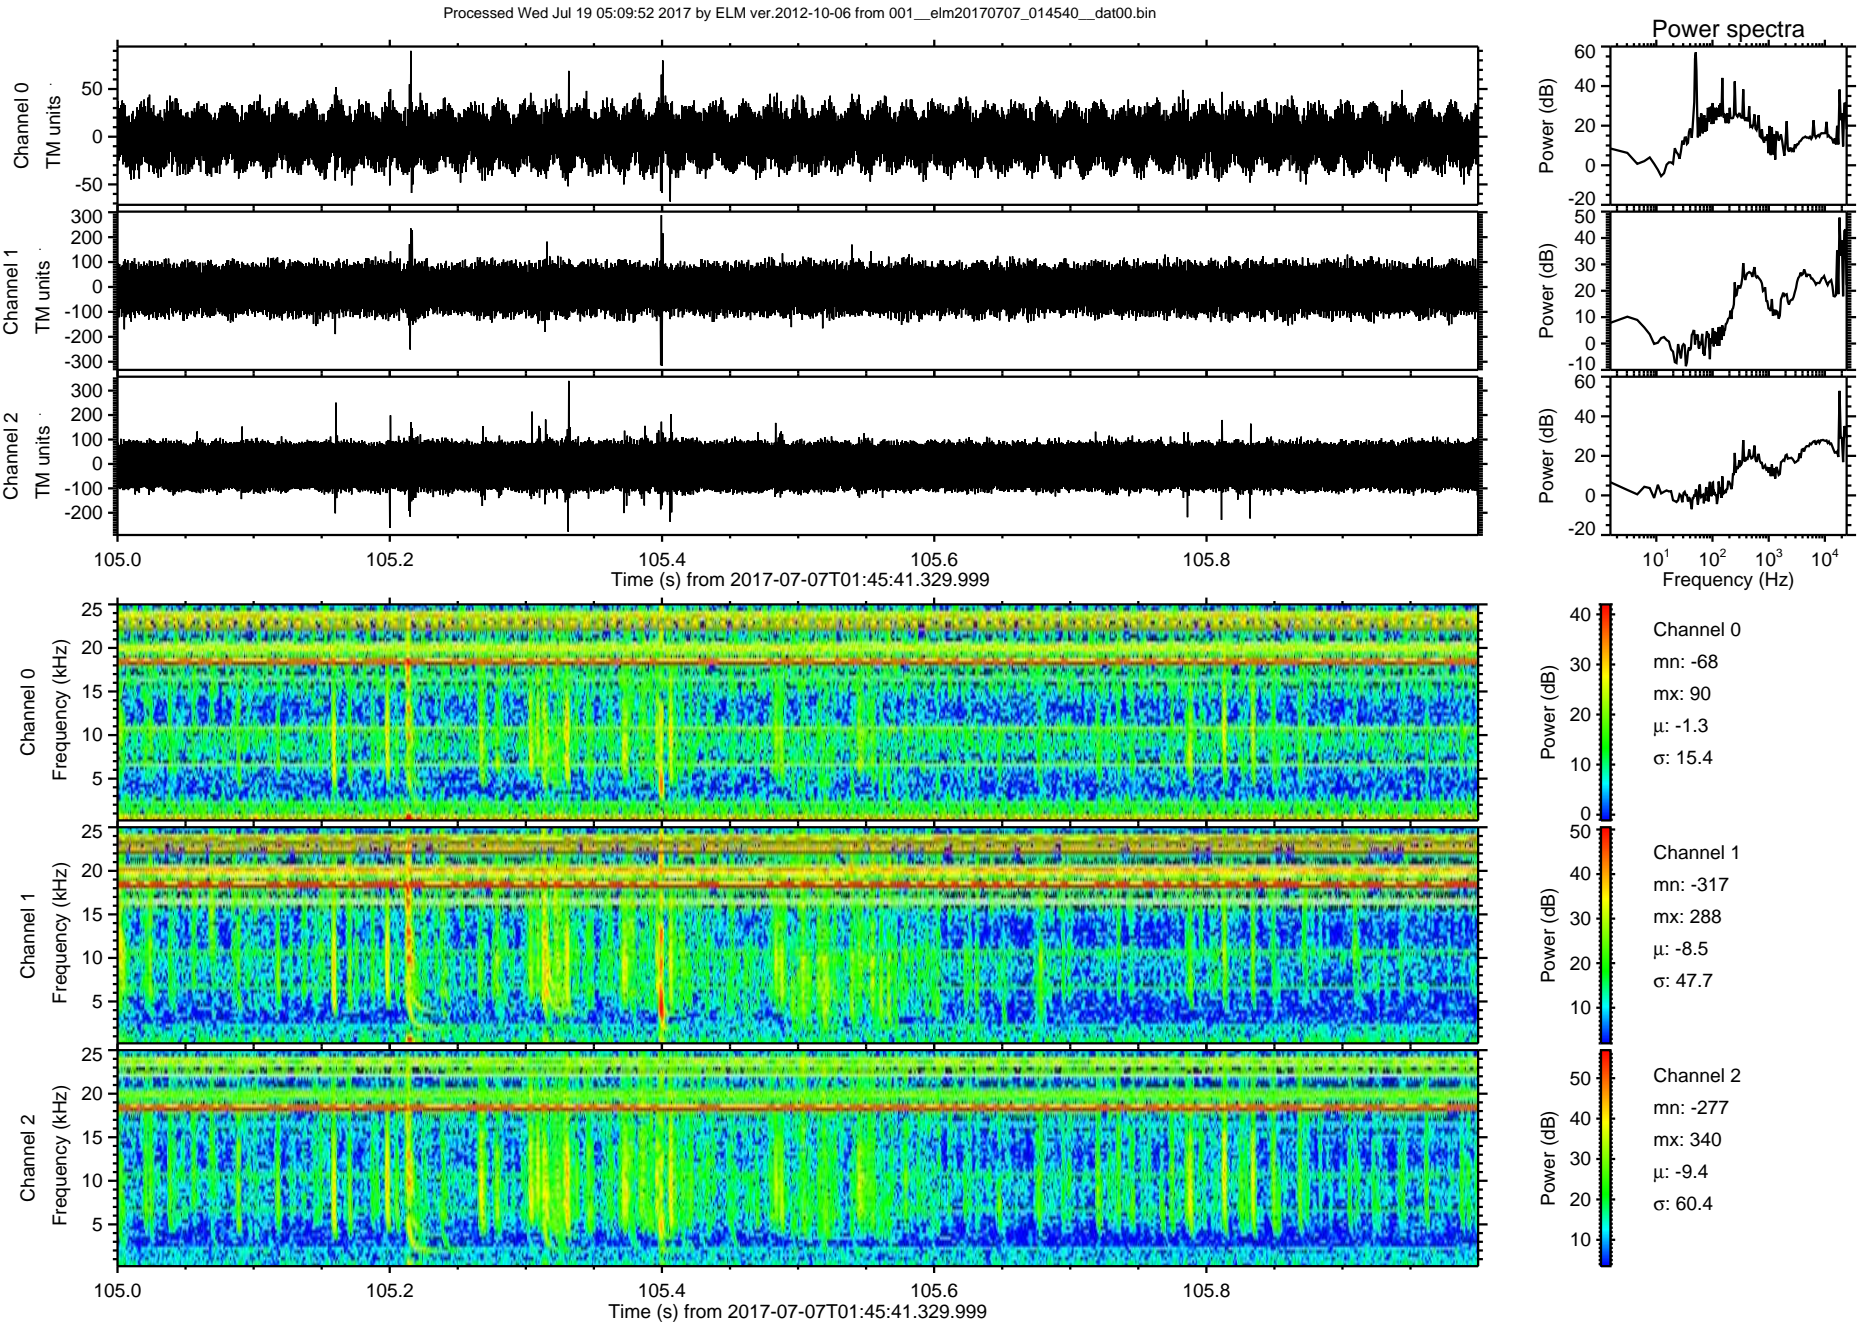 Processed Wed Jul 19 05:09:52 2017 by ELM ver.2012-10-06 from 001__elm20170707_014540__dat00.bin
Power spectra
Channel 0
TM units
50
0
-50
Power (dB)
60
40
20
0
-20
Channel 1
TM units
300
200
100
0
-100
-200
-300
Power (dB)
50
40
30
20
10
0
-10
Channel 2
TM units
300
200
100
0
-100
-200
Power (dB)
60
40
20
0
-20
105.0 105.2 105.4 105.6 105.8
Time (s) from 2017-07-07T01:45:41.329.999
10^1 10^2 10^3 10^4
Frequency (Hz)
Channel 0
Frequency (kHz)
25
20
15
10
5
Power (dB)
40
30
20
10
0
Channel 0
mn: -68
mx: 90
μ: -1.3
σ: 15.4
Channel 1
Frequency (kHz)
25
20
15
10
5
Power (dB)
50
40
30
20
10
Channel 1
mn: -317
mx: 288
μ: -8.5
σ: 47.7
Channel 2
Frequency (kHz)
25
20
15
10
5
Power (dB)
50
40
30
20
10
Channel 2
mn: -277
mx: 340
μ: -9.4
σ: 60.4
105.0 105.2 105.4 105.6 105.8
Time (s) from 2017-07-07T01:45:41.329.999